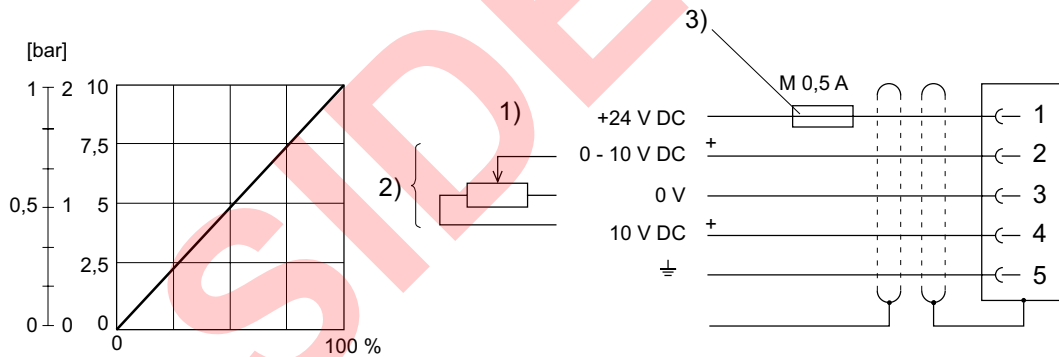 [bar]
1 2 10
7,5
0,5 1 5
2,5
0 0 0
0 100 %
1)
2)
3)
M 0,5 A
+24 V DC 1
0 - 10 V DC + 2
0 V 3
10 V DC + 4
5
SIDE